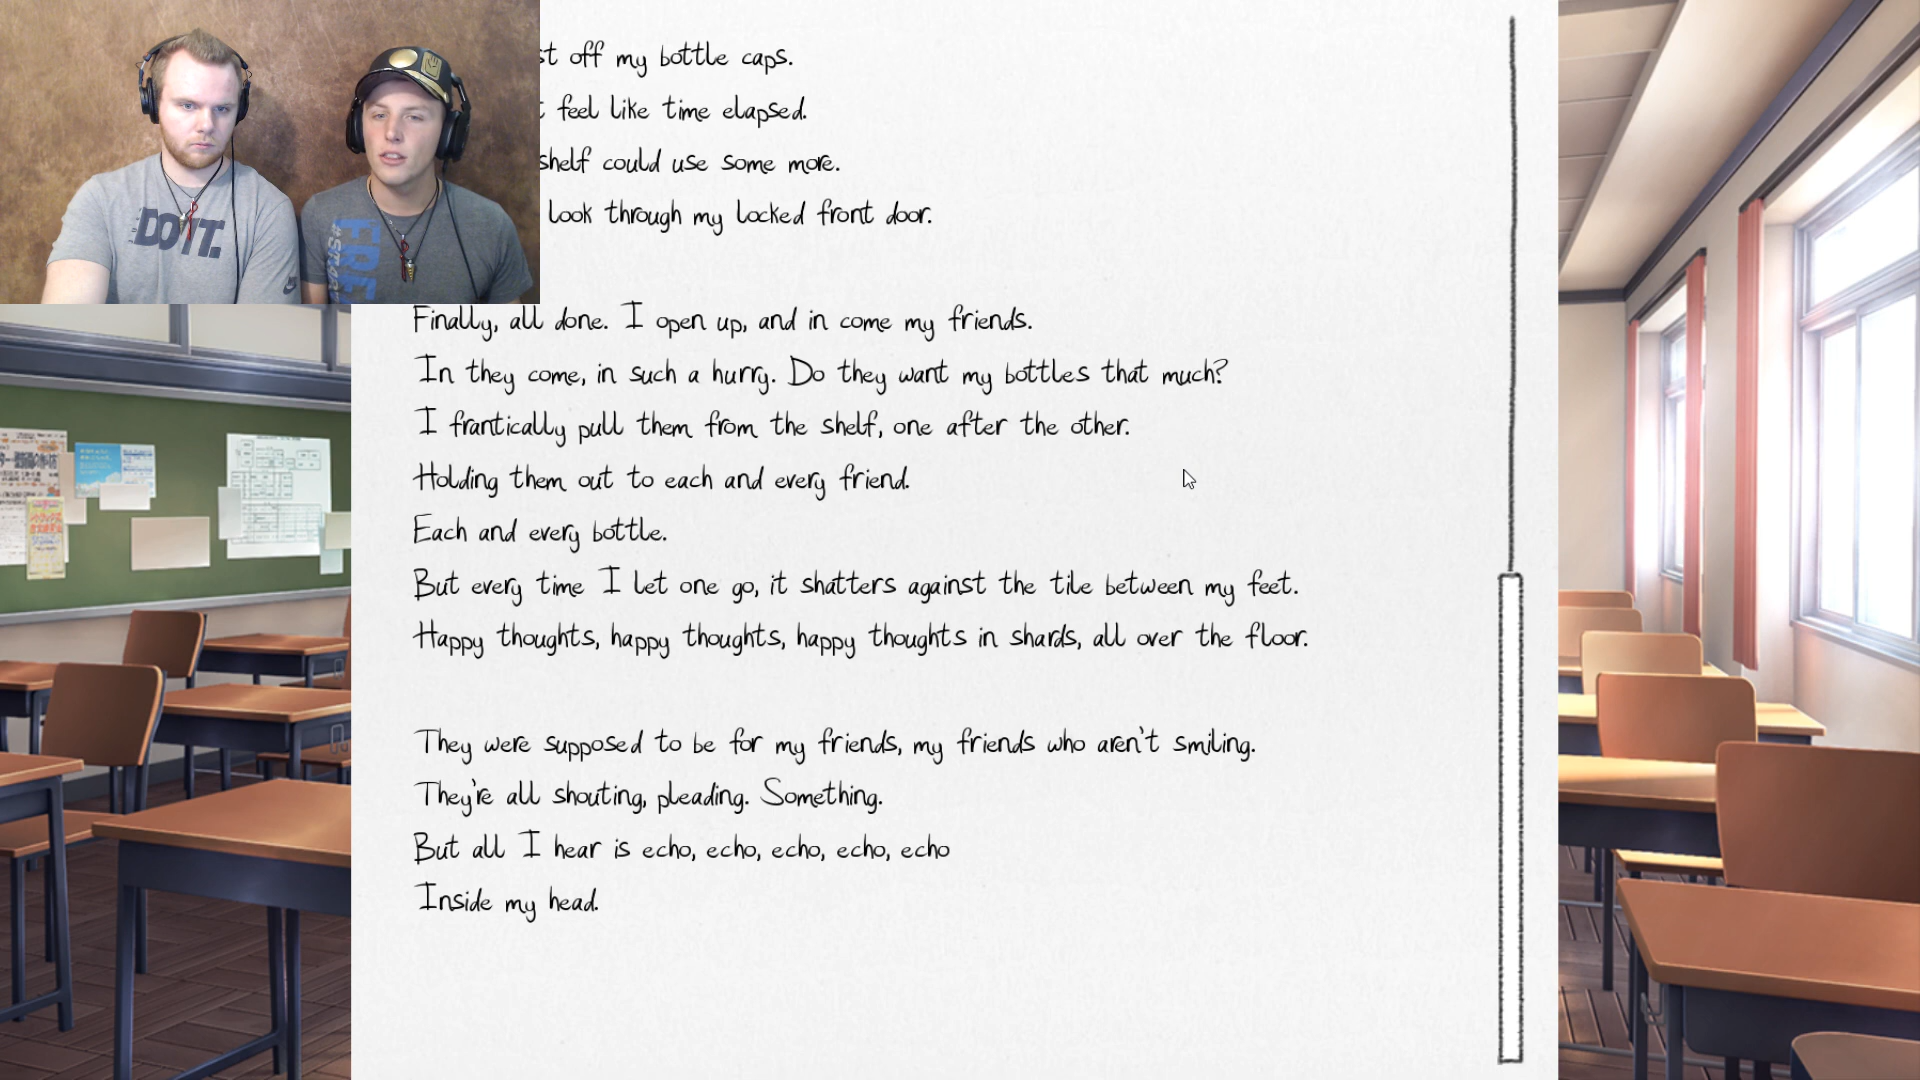 off my bottle caps.
feel like time elapsed.
shelf could use some more.
look through my locked front door.
Finally, all done. I open up, and in come my friends.
In they come, in such a hurry. Do they want my bottles that much?
I frantically pull them from the shelf, one after the other.
Holding them out to each and every friend.
Each and every bottle.
But every time I let one go, it shatters against the tile between my feet.
Happy thoughts, happy thoughts, happy thoughts in shards, all over the floor.
They were supposed to be for my friends, my friends who aren't smiling.
They're all shouting, pleading. Something.
But all I hear is echo, echo, echo, echo, echo
Inside my head.
DO IT.